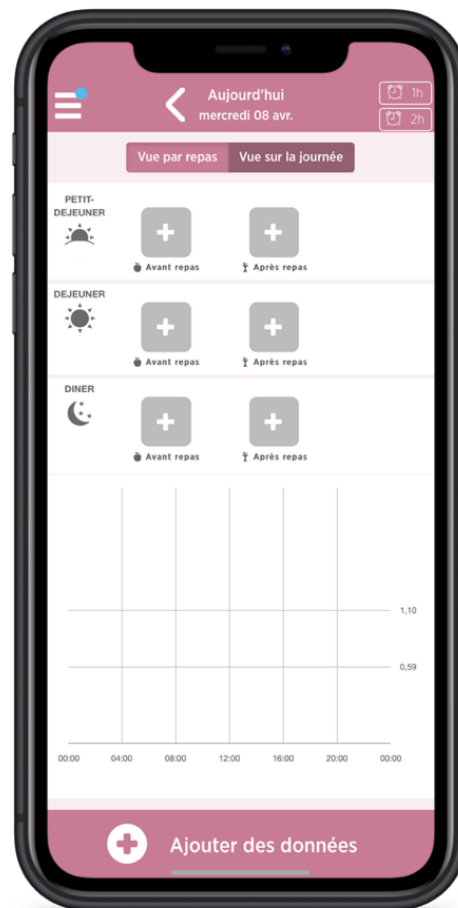 Aujourd'hui
mercredi 08 avr.
1h
2h
Vue par repas
Vue sur la journée
PETIT-
DEJEUNER
Avant repas
Après repas
DEJEUNER
Avant repas
Après repas
DINER
Avant repas
Après repas
1,10
0,59
00:00 04:00 08:00 12:00 16:00 20:00 00:00
Ajouter des données